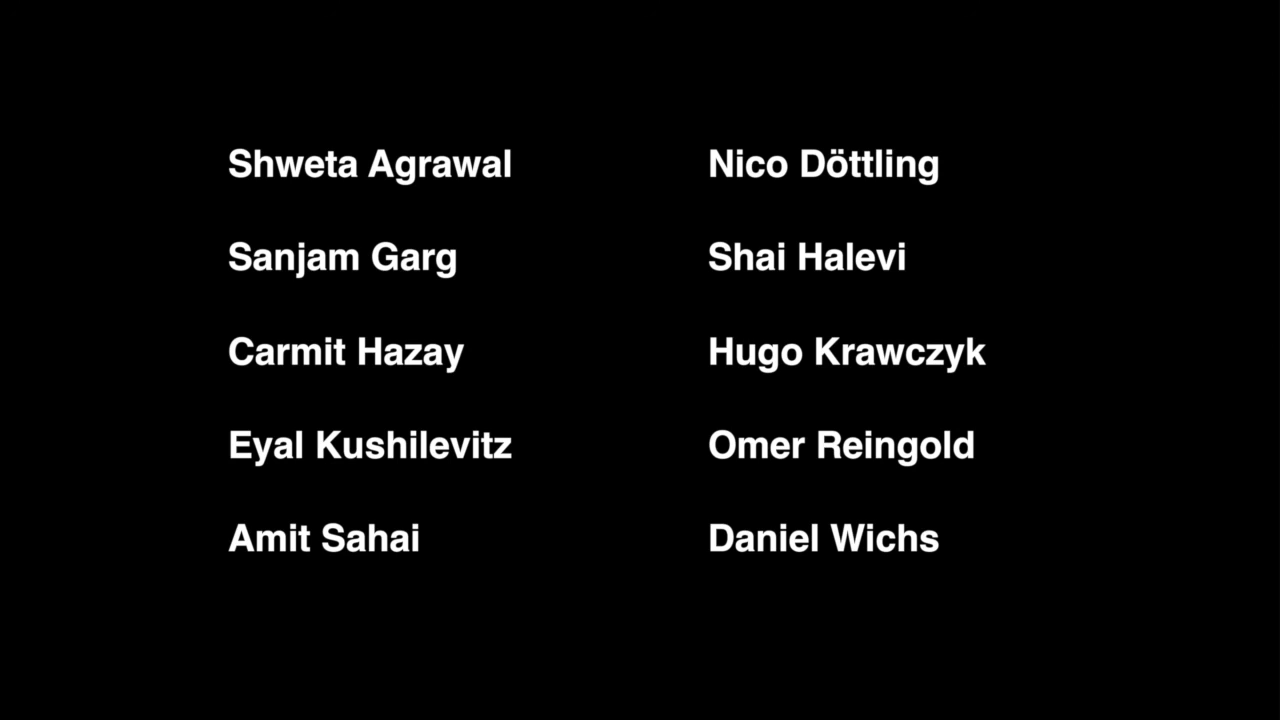 Shweta Agrawal
Nico Döttling
Sanjam Garg
Shai Halevi
Carmit Hazay
Hugo Krawczyk
Eyal Kushilevitz
Omer Reingold
Amit Sahai
Daniel Wichs